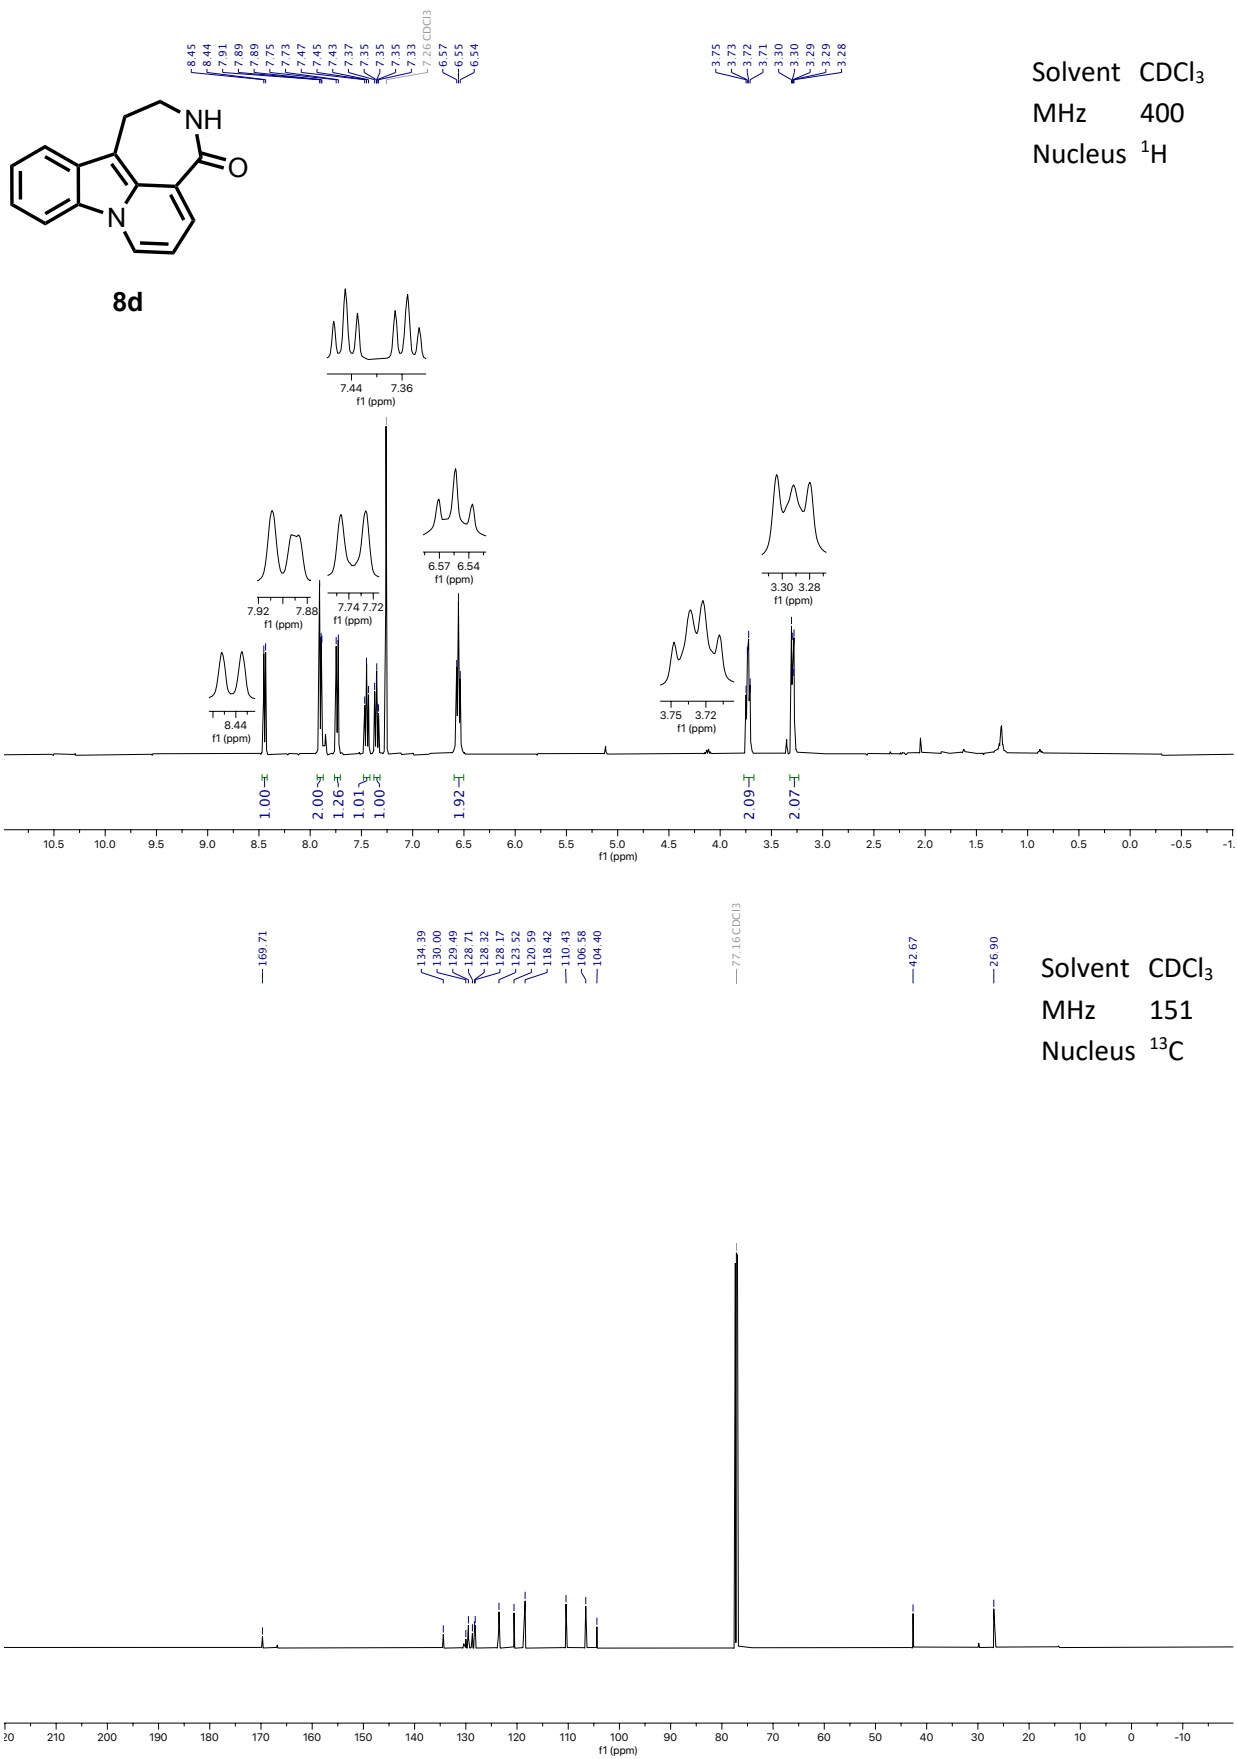 8.45
8.44
7.91
7.89
7.89
7.75
7.73
7.47
7.45
7.43
7.37
7.35
7.35
7.35
7.33
7.26 CDCl3
6.57
6.55
6.54
3.75
3.73
3.72
3.71
3.30
3.30
3.29
3.29
3.28
Solvent CDCl₃
MHz 400
Nucleus ¹H
NH
O
N
8d
7.44 7.36
f1 (ppm)
7.92 7.88
f1 (ppm)
7.74 7.72
f1 (ppm)
6.57 6.54
f1 (ppm)
3.30 3.28
f1 (ppm)
8.44
f1 (ppm)
3.75 3.72
f1 (ppm)
1.00
2.00
1.26
1.01
1.00
1.92
2.09
2.07
10.5 10.0 9.5 9.0 8.5 8.0 7.5 7.0 6.5 6.0 5.5 5.0 4.5 4.0 3.5 3.0 2.5 2.0 1.5 1.0 0.5 0.0 -0.5 -1.
f1 (ppm)
169.71
134.39
130.00
129.49
128.71
128.32
128.17
123.52
120.59
118.42
110.43
106.58
104.40
77.16 CDCl3
42.67
26.90
Solvent CDCl₃
MHz 151
Nucleus ¹³C
20 210 200 190 180 170 160 150 140 130 120 110 100 90 80 70 60 50 40 30 20 10 0 -10
f1 (ppm)